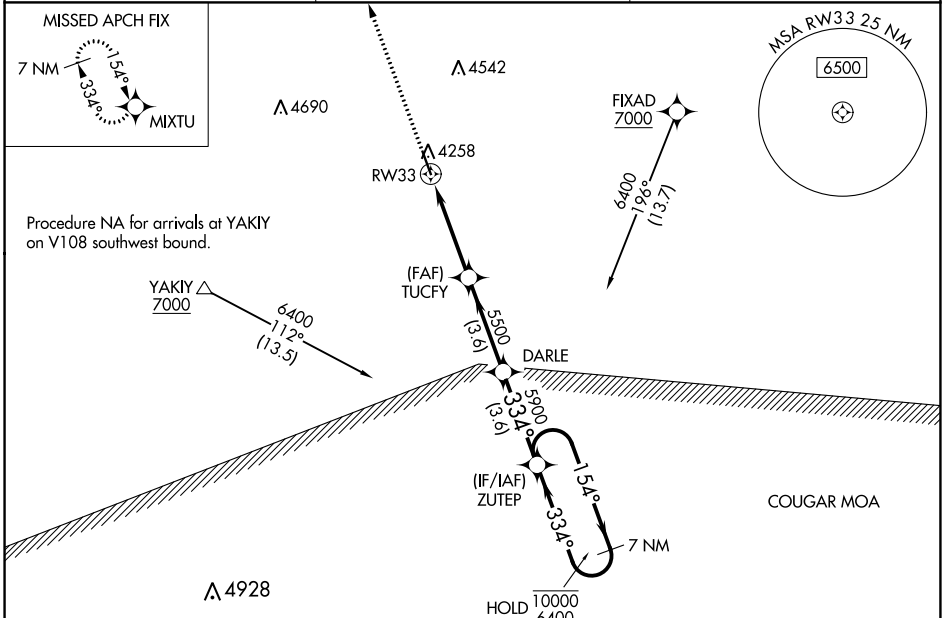 MISSED APCH FIX
7 NM
154°
334°
MIXTU
4690
4542
4258
RW33
FIXAD
7000
6400
196°
(13.7)
MSA RW33 25 NM
6500
Procedure NA for arrivals at YAKIY
on V108 southwest bound.
YAKIY
7000
6400
112°
(13.5)
(FAF)
TUCFY
5500
(3.6)
DARLE
5900
334°
(3.6)
(IF/IAF)
ZUTEP
154°
334°
7 NM
COUGAR MOA
4928
HOLD
10000
6400